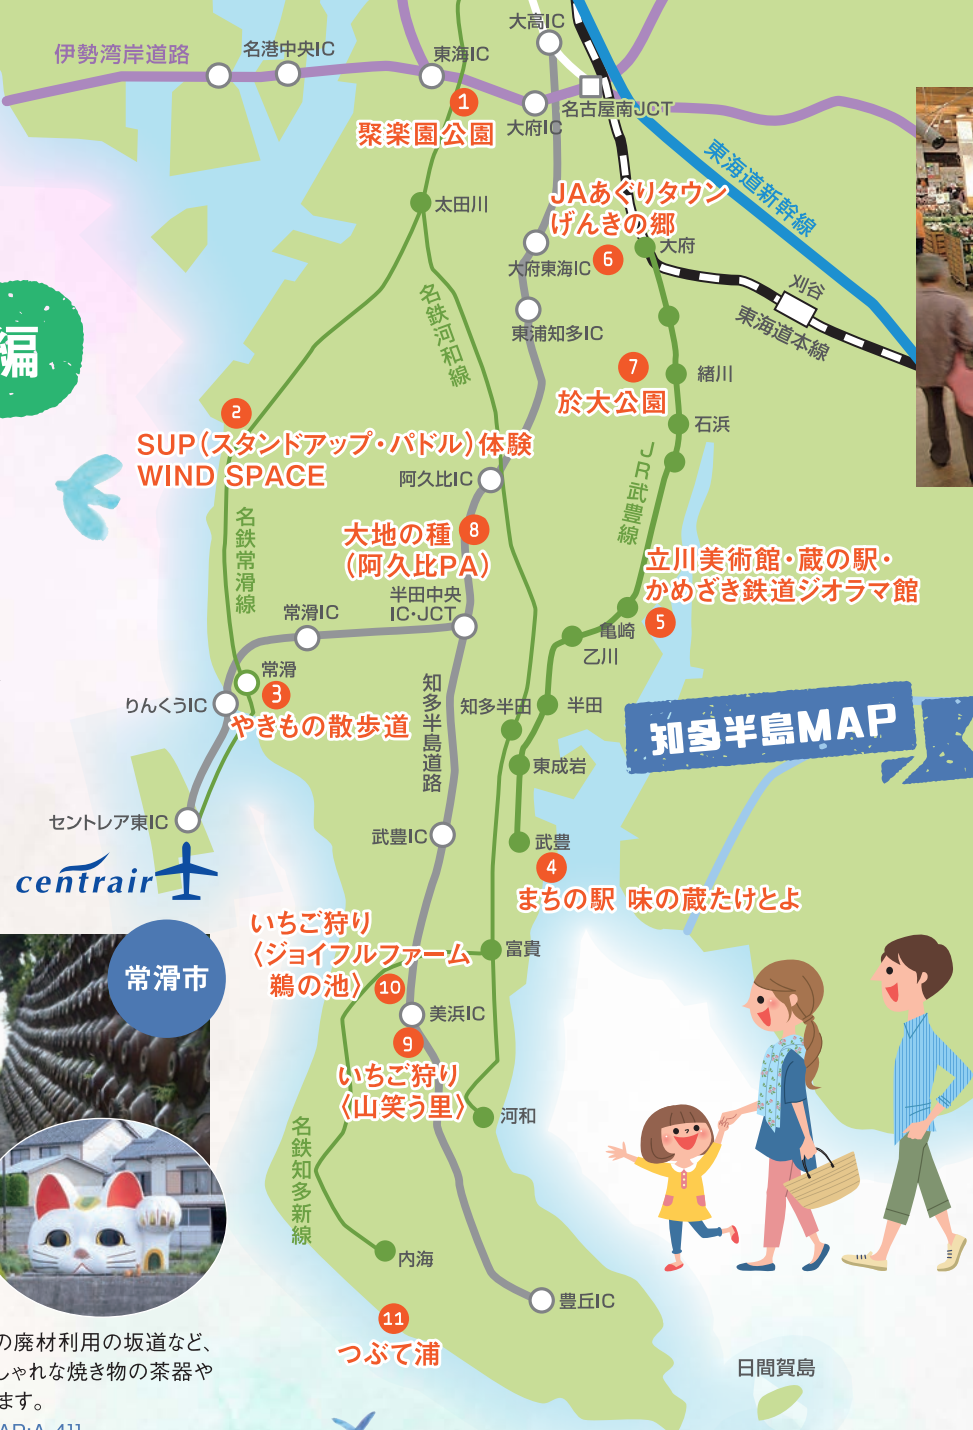 大高IC
伊勢湾岸道路
名港中央IC
東海IC
名古屋南JCT
大府IC
1
聚楽園公園
東海道新幹線
JAあぐりタウン
げんきの郷
6
太田川
大府
大府東海IC
刈谷
東海道本線
名鉄河和線
東浦知多IC
編
7
於大公園
緒川
石浜
2
SUP（スタンドアップ・パドル）体験
WIND SPACE
JR武豊線
阿久比IC
名鉄常滑線
8
大地の種
（阿久比PA）
立川美術館・蔵の駅・
かめざき鉄道ジオラマ館
5
半田中央
IC・JCT
常滑IC
亀崎
乙川
常滑
3
やきもの散歩道
りんくうIC
知多半島道路
知多半田
半田
知多半島MAP
東成岩
セントレア東IC
武豊IC
武豊
4
まちの駅 味の蔵たけとよ
centrair
いちご狩り
〈ジョイフルファーム
鵜の池〉
10
富貴
常滑市
美浜IC
9
いちご狩り
〈山笑う里〉
河和
名鉄知多新線
内海
豊丘IC
11
つぶて浦
日間賀島
の廃材利用の坂道など、
しゃれな焼き物の茶器や
ます。